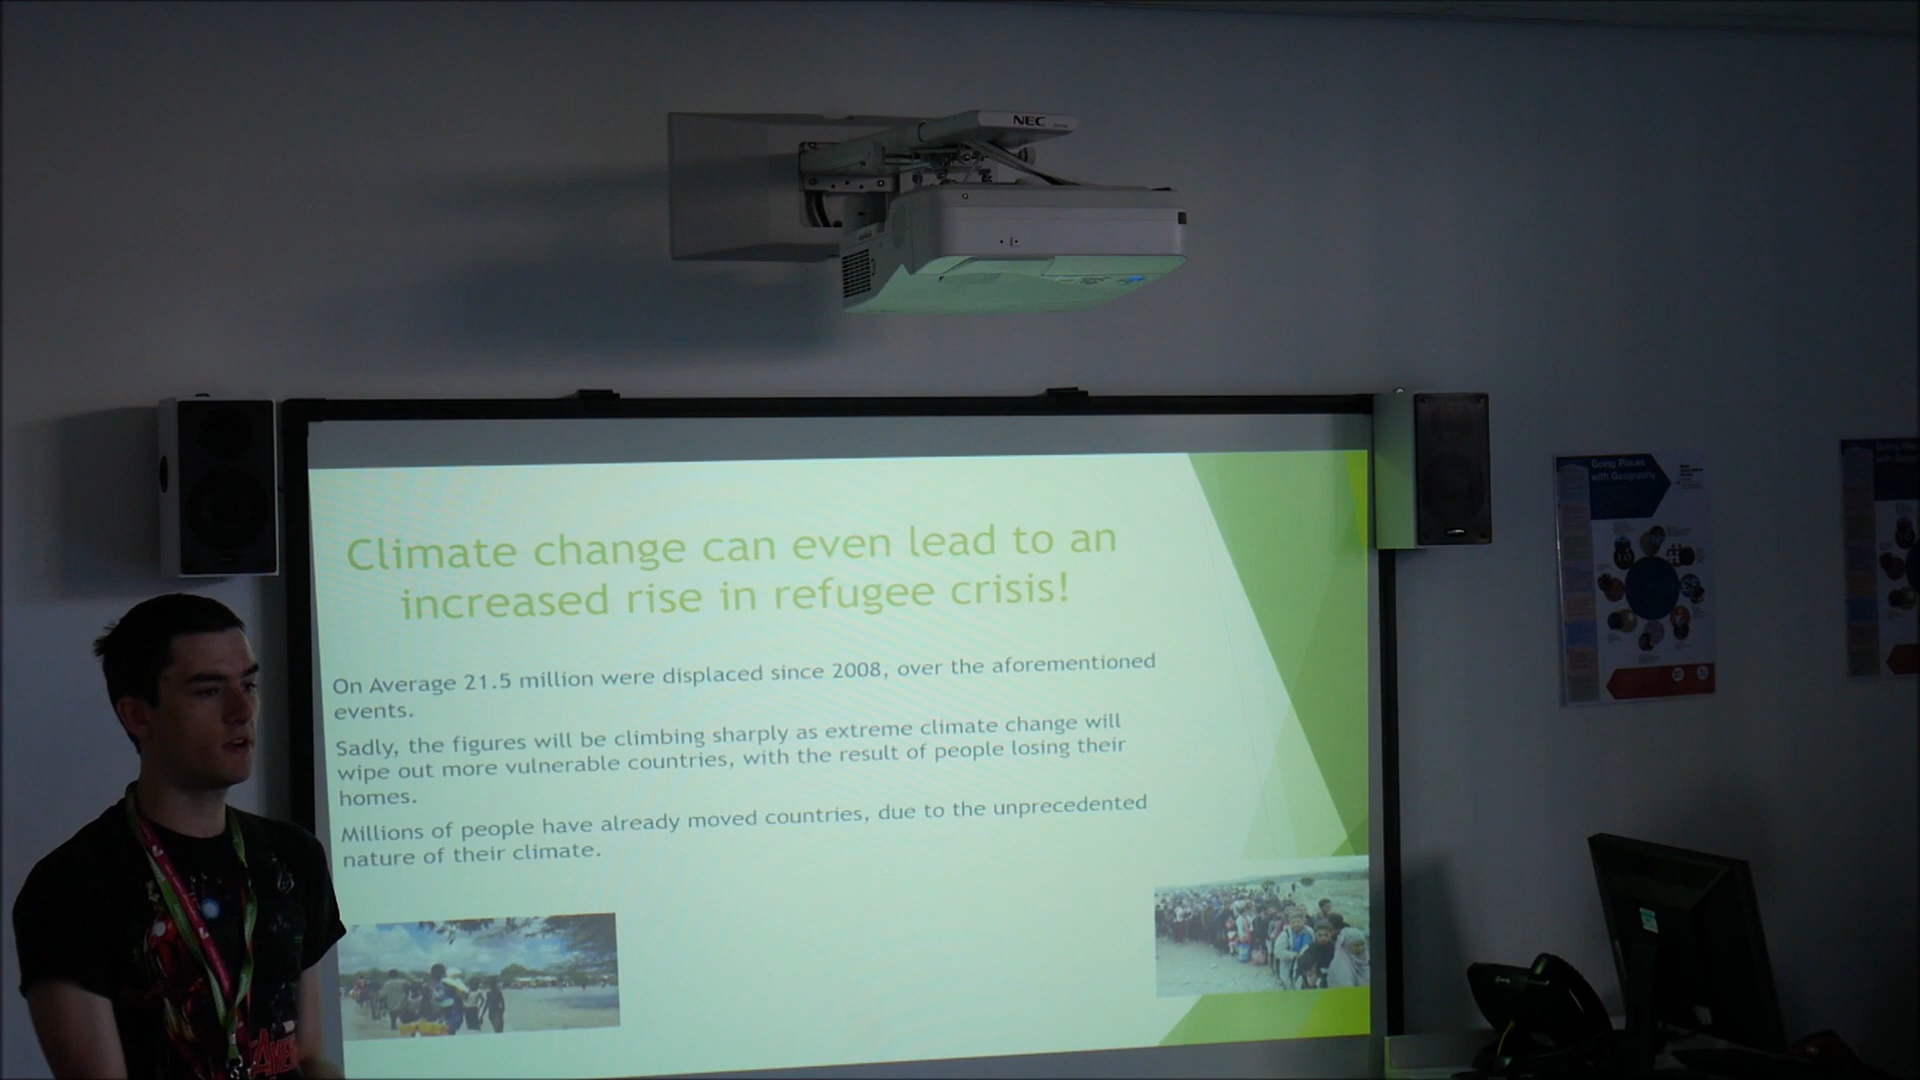 NEC
Climate change can even lead to an
increased rise in refugee crisis!
On Average 21.5 million were displaced since 2008, over the aforementioned
events.
Sadly, the figures will be climbing sharply as extreme climate change will
wipe out more vulnerable countries, with the result of people losing their
homes.
Millions of people have already moved countries, due to the unprecedented
nature of their climate.
Going Places
with Geography